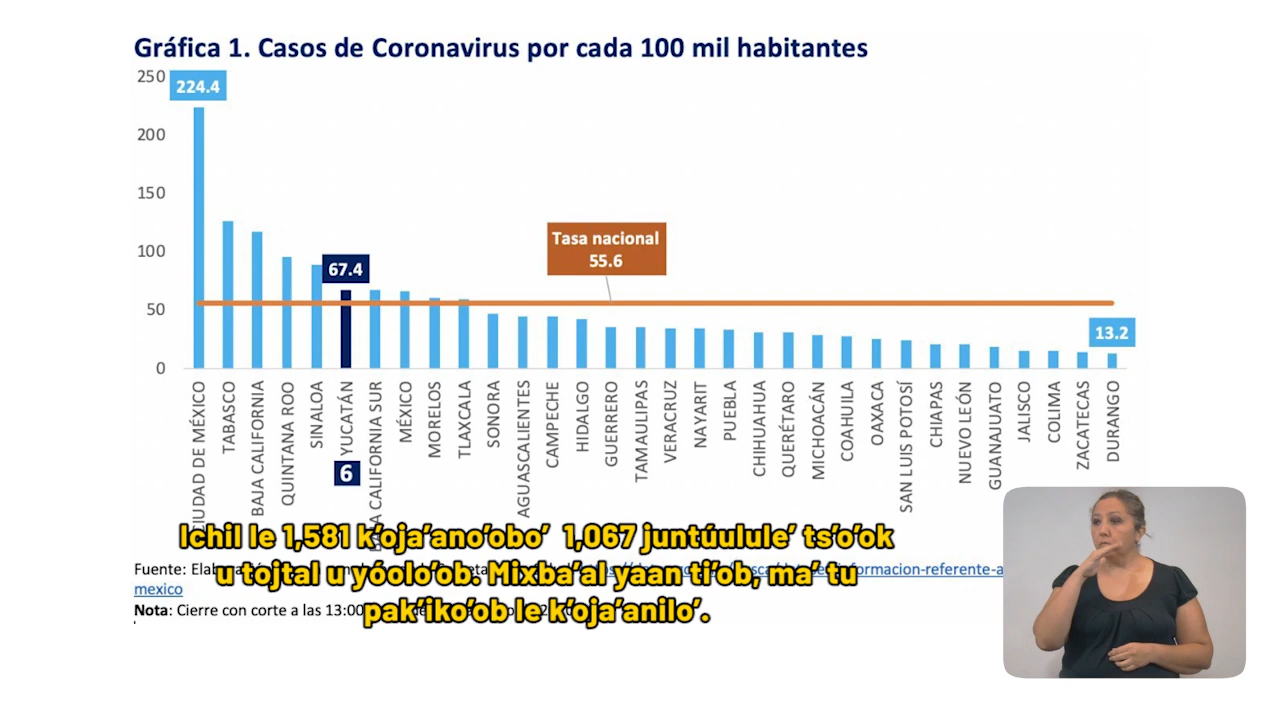 Gráfica 1. Casos de Coronavirus por cada 100 mil habitantes
250
224.4
200
150
100
50
0
67.4
Tasa nacional
55.6
13.2
CIUDAD DE MÉXICO
TABASCO
BAJA CALIFORNIA
QUINTANA ROO
SINALOA
YUCATÁN
CALIFORNIA SUR
MÉXICO
MORELOS
TLAXCALA
SONORA
AGUASCALIENTES
CAMPECHE
HIDALGO
GUERRERO
TAMAULIPAS
VERACRUZ
NAYARIT
PUEBLA
CHIHUAHUA
QUERÉTARO
MICHOACÁN
COAHUILA
OAXACA
SAN LUIS POTOSÍ
CHIAPAS
NUEVO LEÓN
GUANAJUATO
JALISCO
COLIMA
ZACATECAS
DURANGO
6
Ichil le 1,581 k'oja'ano'obo' 1,067 juntúulule' ts'o'ok
u tojtal u yóolo'ob. Mixba'al yaan ti'ob, ma' tu
pak'iko'ob le k'oja'anilo'.
Fuente:
mexico
Nota: Cierre con corte a las 13:00